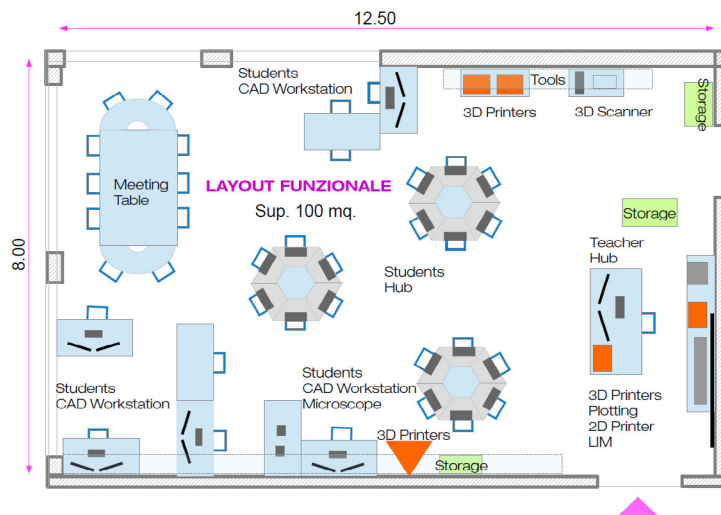 12.50
8.00
Students
CAD Workstation
Tools
3D Printers
3D Scanner
Storage
Meeting
Table
LAYOUT FUNZIONALE
Sup. 100 mq.
Storage
Teacher
Hub
Students
Hub
Students
CAD Workstation
Students
CAD Workstation
Microscope
3D Printers
Plotting
2D Printer
LIM
3D Printers
Storage